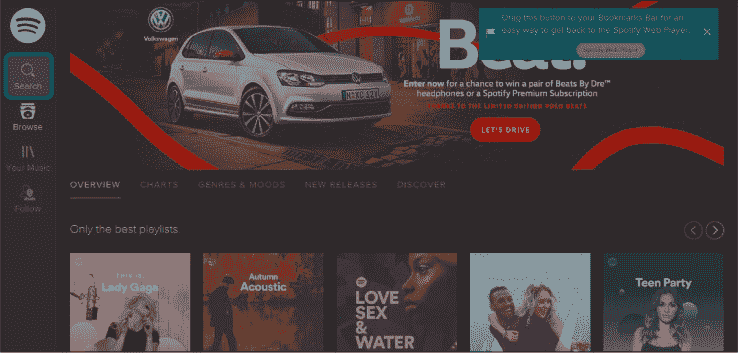 Drag this button to your Bookmarks Bar for an
easy way to get back to the Spotify Web Player.
Volkswagen
Beat!
Enter now for a chance to win a pair of Beats By Dre™
headphones or a Spotify Premium Subscription
LET'S DRIVE
Search
Browse
Your Music
Follow
OVERVIEW CHARTS GENRES & MOODS NEW RELEASES DISCOVER
Only the best playlists
THIS IS:
Lady Gaga
Autumn
Acoustic
LOVE
SEX
&
WATER
Teen Party